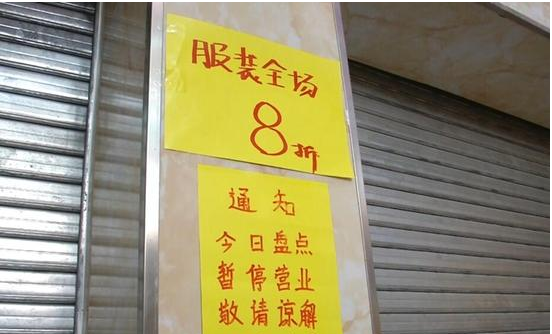 服装全场
8折
通知
今日盘点
暂停营业
敬请谅解